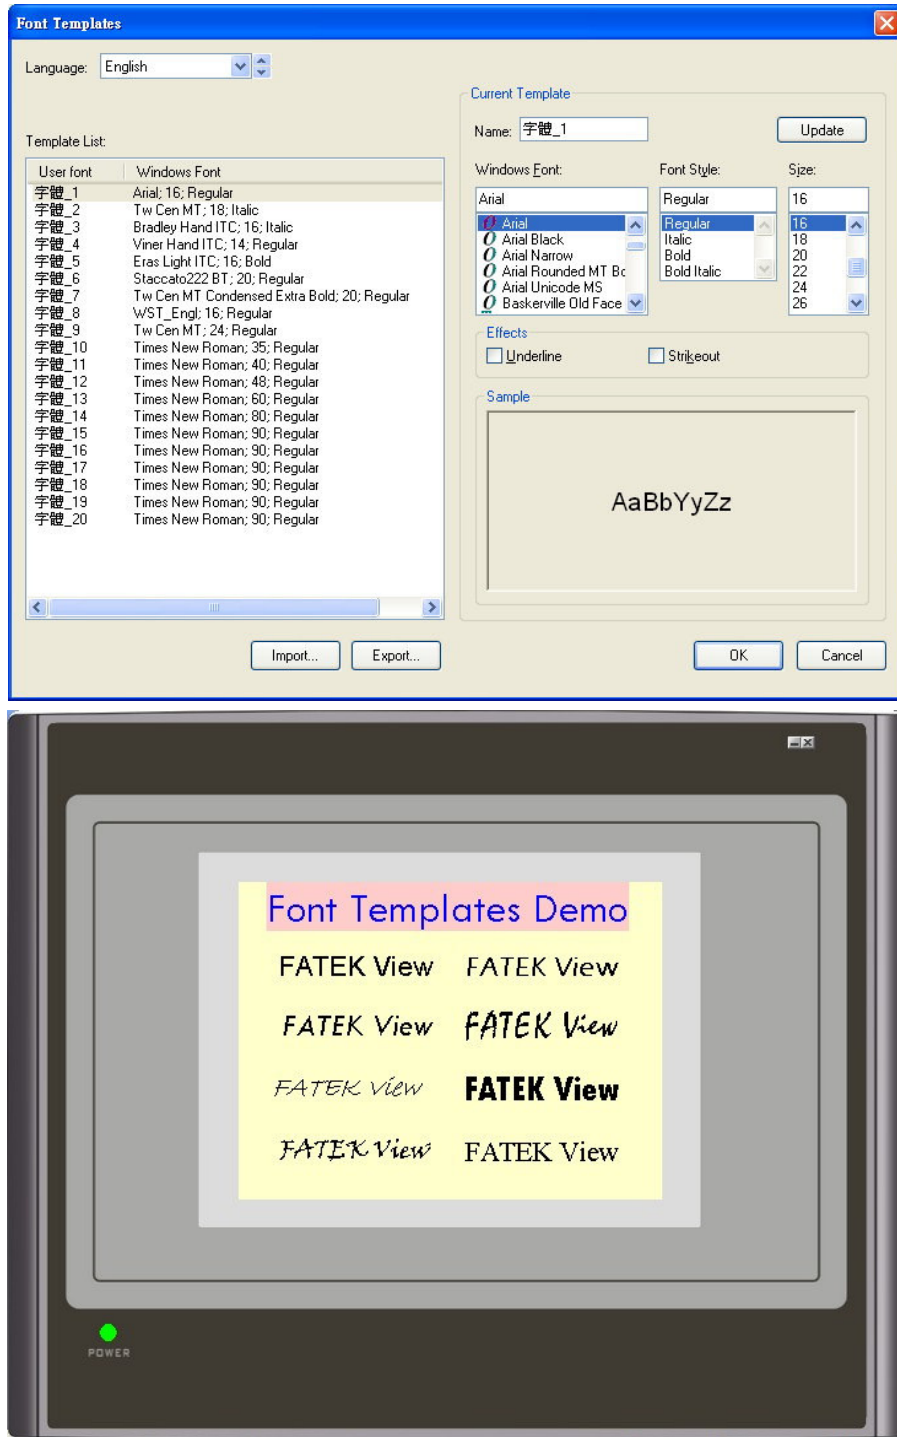 Font Templates
Language: English
Template List:
User font Windows Font
字體_1 Arial; 16; Regular
字體_2 Tw Cen MT; 18; Italic
字體_3 Bradley Hand ITC; 16; Italic
字體_4 Viner Hand ITC; 14; Regular
字體_5 Eras Light ITC; 16; Bold
字體_6 Staccato222 BT; 20; Regular
字體_7 Tw Cen MT Condensed Extra Bold; 20; Regular
字體_8 WST_Engl; 16; Regular
字體_9 Tw Cen MT; 24; Regular
字體_10 Times New Roman; 35; Regular
字體_11 Times New Roman; 40; Regular
字體_12 Times New Roman; 48; Regular
字體_13 Times New Roman; 60; Regular
字體_14 Times New Roman; 80; Regular
字體_15 Times New Roman; 90; Regular
字體_16 Times New Roman; 90; Regular
字體_17 Times New Roman; 90; Regular
字體_18 Times New Roman; 90; Regular
字體_19 Times New Roman; 90; Regular
字體_20 Times New Roman; 90; Regular
Import... Export...
Current Template
Name: 字體_1 Update
Windows Font: Font Style: Size:
Arial Regular 16
Arial Regular 16
Arial Black Italic 18
Arial Narrow Bold 20
Arial Rounded MT Bo Bold Italic 22
Arial Unicode MS 24
Baskerville Old Face 26
Effects
Underline Strikeout
Sample
AaBbYyZz
OK Cancel
Font Templates Demo
FATEK View FATEK View
FATEK View FATEK View
FATEK View FATEK View
FATEK View FATEK View
POWER